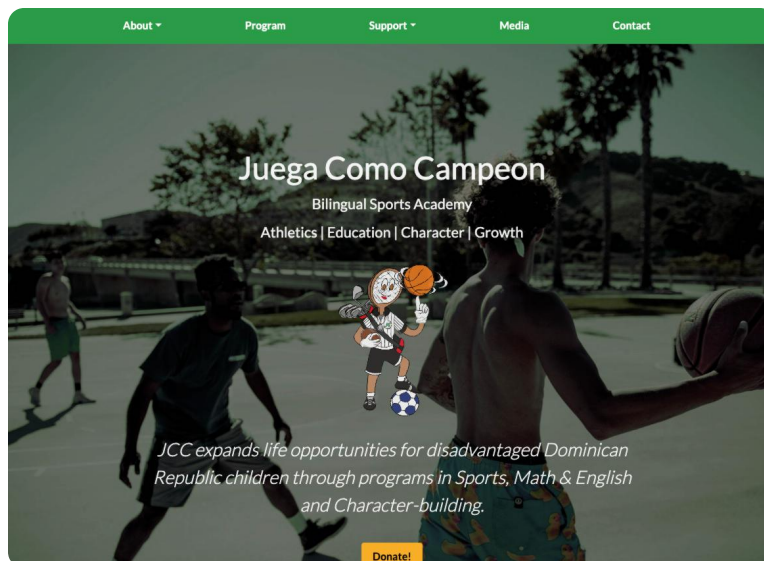 About
Program
Support
Media
Contact
Juega Como Campeon
Bilingual Sports Academy
Athletics | Education | Character | Growth
JCC expands life opportunities for disadvantaged Dominican
Republic children through programs in Sports, Math & English
and Character-building.
Donate!